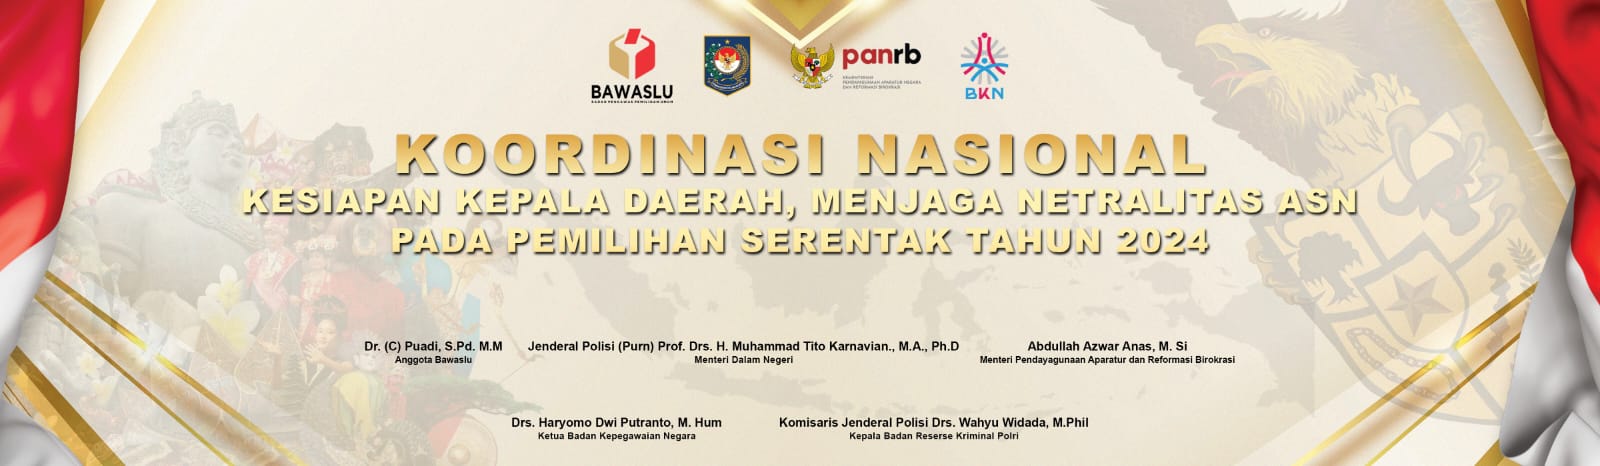 BAWASLU
BADAN PENGAWAS PEMILIHAN UMUM
panrb
KEMENTERIAN
PENDAYAGUNAAN APARATUR NEGARA
DAN REFORMASI BIROKRASI
BKN
KOORDINASI NASIONAL
KESIAPAN KEPALA DAERAH, MENJAGA NETRALITAS ASN
PADA PEMILIHAN SERENTAK TAHUN 2024
Dr. (C) Puadi, S.Pd. M.M
Anggota Bawaslu
Jenderal Polisi (Purn) Prof. Drs. H. Muhammad Tito Karnavian., M.A., Ph.D
Menteri Dalam Negeri
Abdullah Azwar Anas, M. Si
Menteri Pendayagunaan Aparatur dan Reformasi Birokrasi
Drs. Haryomo Dwi Putranto, M. Hum
Ketua Badan Kepegawaian Negara
Komisaris Jenderal Polisi Drs. Wahyu Widada, M.Phil
Kepala Badan Reserse Kriminal Polri